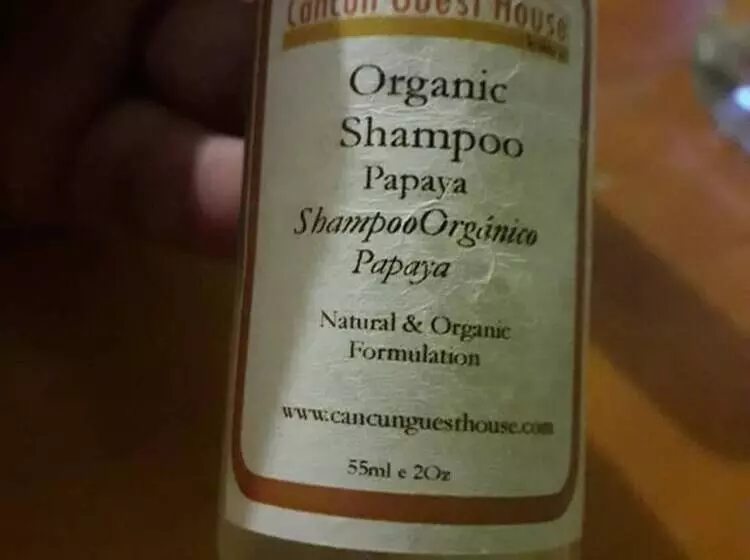 Cancun Guest House
Organic
Shampoo
Papaya
ShampooOrgánico
Papaya
Natural & Organic
Formulation
www.cancunguesthouse.com
55ml e 2Oz